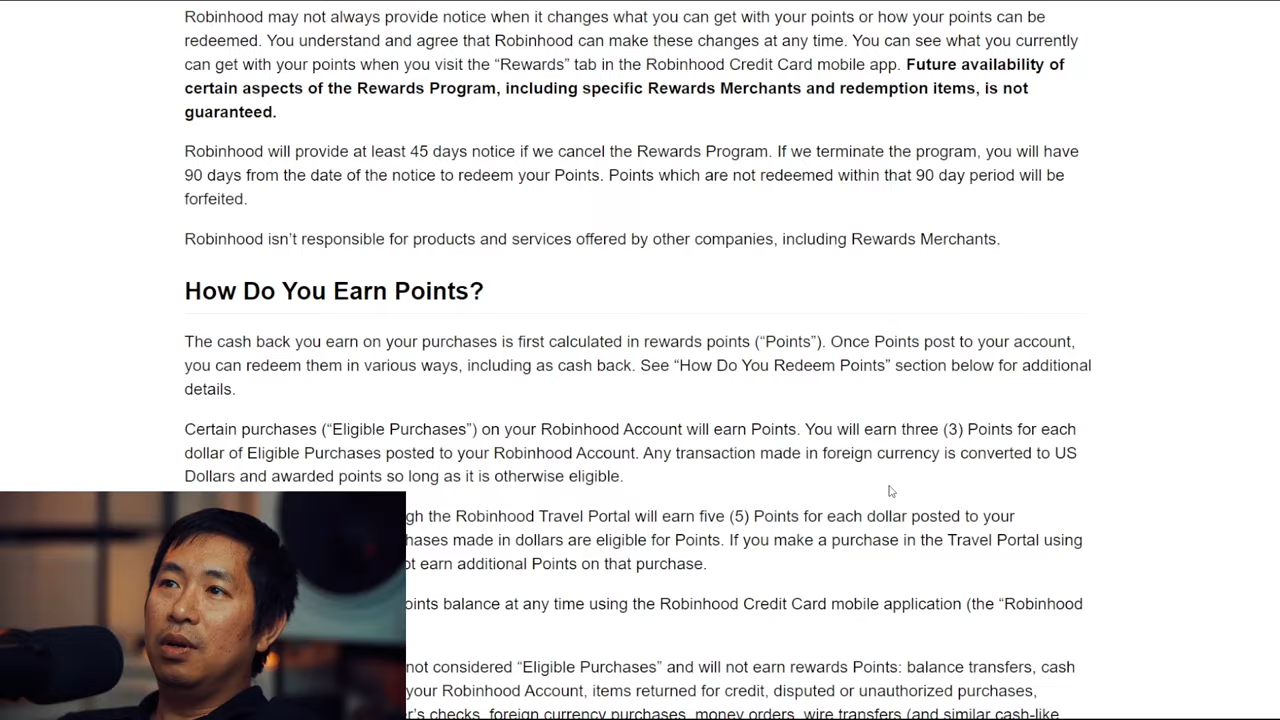 Robinhood may not always provide notice when it changes what you can get with your points or how your points can be
redeemed. You understand and agree that Robinhood can make these changes at any time. You can see what you currently
can get with your points when you visit the “Rewards” tab in the Robinhood Credit Card mobile app. Future availability of
certain aspects of the Rewards Program, including specific Rewards Merchants and redemption items, is not
guaranteed.
Robinhood will provide at least 45 days notice if we cancel the Rewards Program. If we terminate the program, you will have
90 days from the date of the notice to redeem your Points. Points which are not redeemed within that 90 day period will be
forfeited.
Robinhood isn’t responsible for products and services offered by other companies, including Rewards Merchants.
How Do You Earn Points?
The cash back you earn on your purchases is first calculated in rewards points (“Points”). Once Points post to your account,
you can redeem them in various ways, including as cash back. See “How Do You Redeem Points” section below for additional
details.
Certain purchases (“Eligible Purchases”) on your Robinhood Account will earn Points. You will earn three (3) Points for each
dollar of Eligible Purchases posted to your Robinhood Account. Any transaction made in foreign currency is converted to US
Dollars and awarded points so long as it is otherwise eligible.
gh the Robinhood Travel Portal will earn five (5) Points for each dollar posted to your
hases made in dollars are eligible for Points. If you make a purchase in the Travel Portal using
ot earn additional Points on that purchase.
oints balance at any time using the Robinhood Credit Card mobile application (the “Robinhood
not considered “Eligible Purchases” and will not earn rewards Points: balance transfers, cash
your Robinhood Account, items returned for credit, disputed or unauthorized purchases,
er’s checks, foreign currency purchases, money orders, wire transfers (and similar cash-like